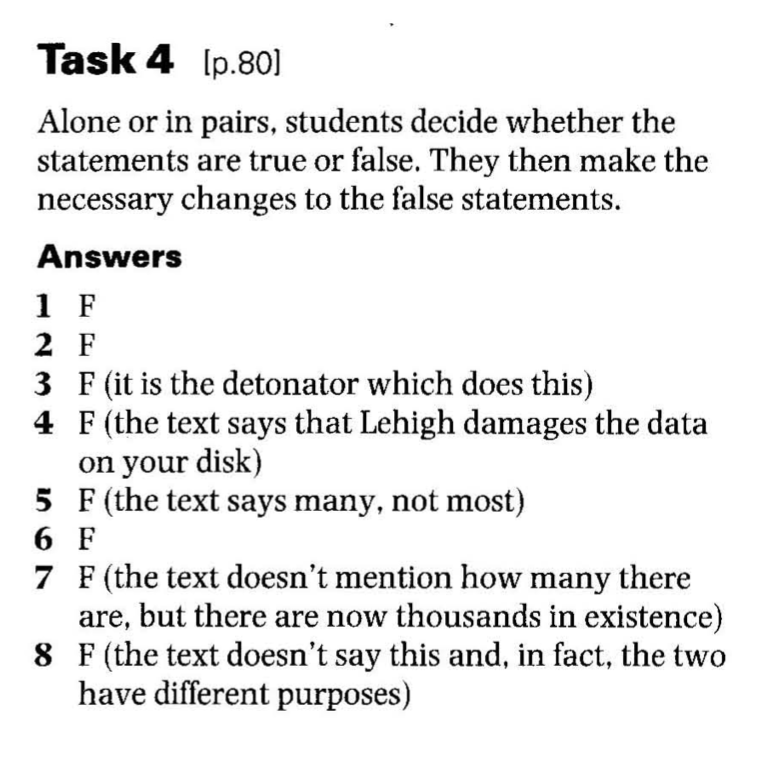 Task 4 [p.80]
Alone or in pairs, students decide whether the
statements are true or false. They then make the
necessary changes to the false statements.
Answers
1 F
2 F
3 F (it is the detonator which does this)
4 F (the text says that Lehigh damages the data
on your disk)
5 F (the text says many, not most)
6 F
7 F (the text doesn't mention how many there
are, but there are now thousands in existence)
8 F (the text doesn't say this and, in fact, the two
have different purposes)